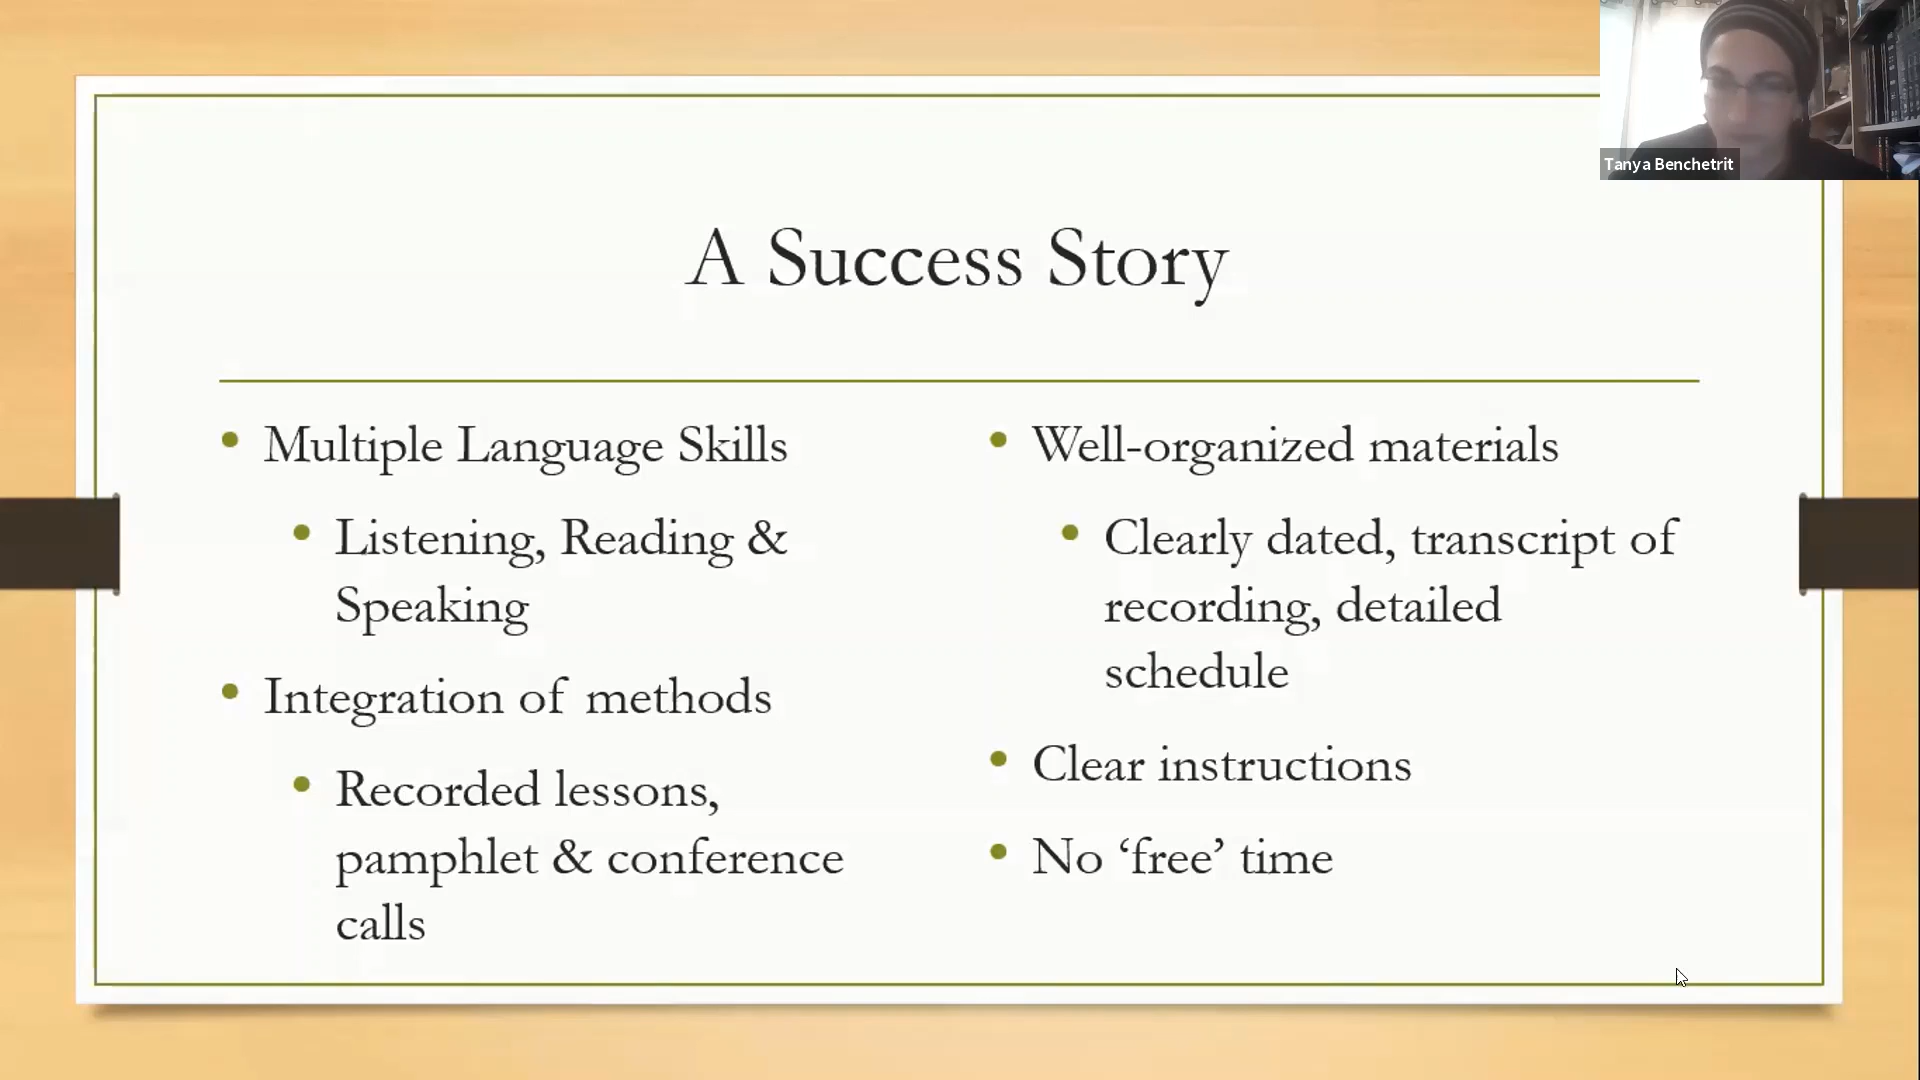 Tanya Benchetrit
A Success Story
• Multiple Language Skills
• Listening, Reading &
Speaking
• Integration of methods
• Recorded lessons,
pamphlet & conference
calls
• Well-organized materials
• Clearly dated, transcript of
recording, detailed
schedule
• Clear instructions
• No ‘free’ time